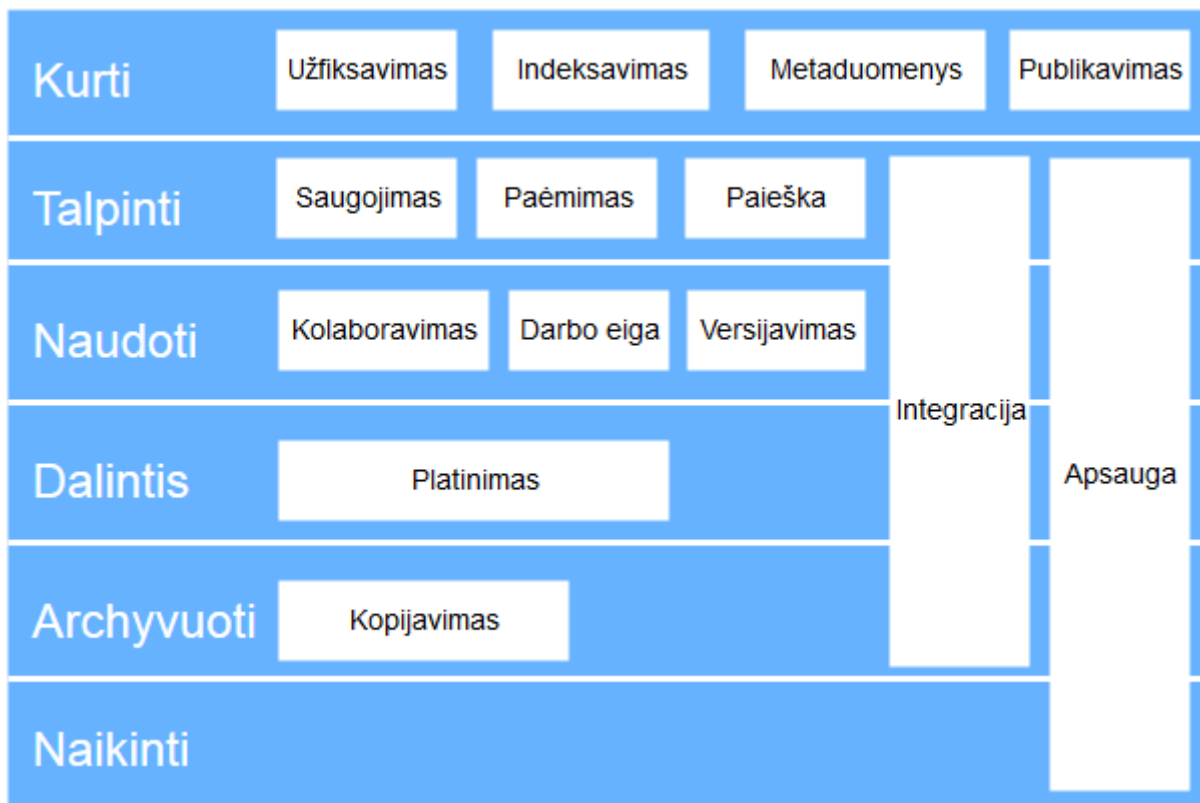 Kurti
Užfiksavimas
Indeksavimas
Metaduomenys
Publikavimas
Talpinti
Saugojimas
Paėmimas
Paieška
Naudoti
Kolaboravimas
Darbo eiga
Versijavimas
Integracija
Dalintis
Platinimas
Apsauga
Archyvuoti
Kopijavimas
Naikinti